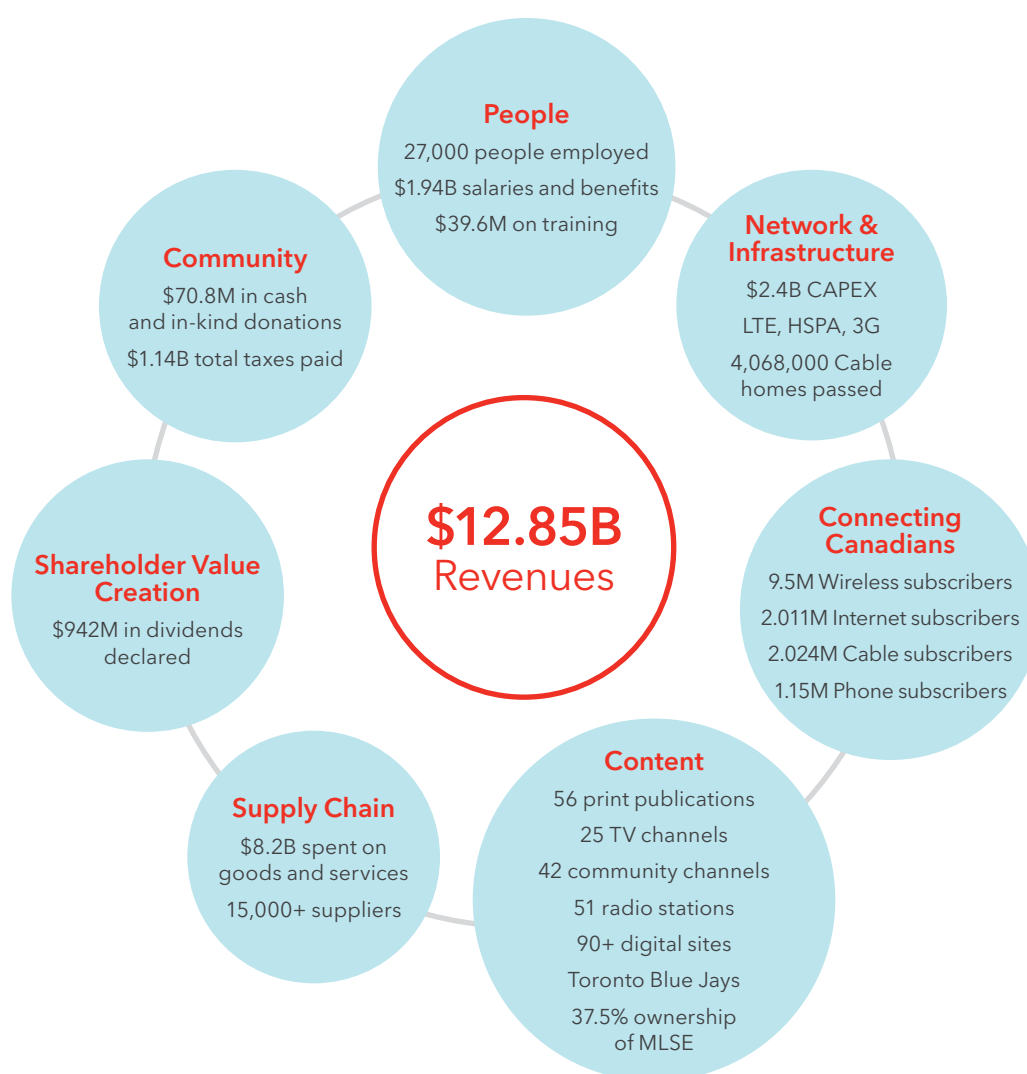 People
27,000 people employed
$1.94B salaries and benefits
$39.6M on training
Network &
Infrastructure
$2.4B CAPEX
LTE, HSPA, 3G
4,068,000 Cable
homes passed
Connecting
Canadians
9.5M Wireless subscribers
2.011M Internet subscribers
2.024M Cable subscribers
1.15M Phone subscribers
Content
56 print publications
25 TV channels
42 community channels
51 radio stations
90+ digital sites
Toronto Blue Jays
37.5% ownership
of MLSE
Supply Chain
$8.2B spent on
goods and services
15,000+ suppliers
Shareholder Value
Creation
$942M in dividends
declared
Community
$70.8M in cash
and in-kind donations
$1.14B total taxes paid
$12.85B
Revenues